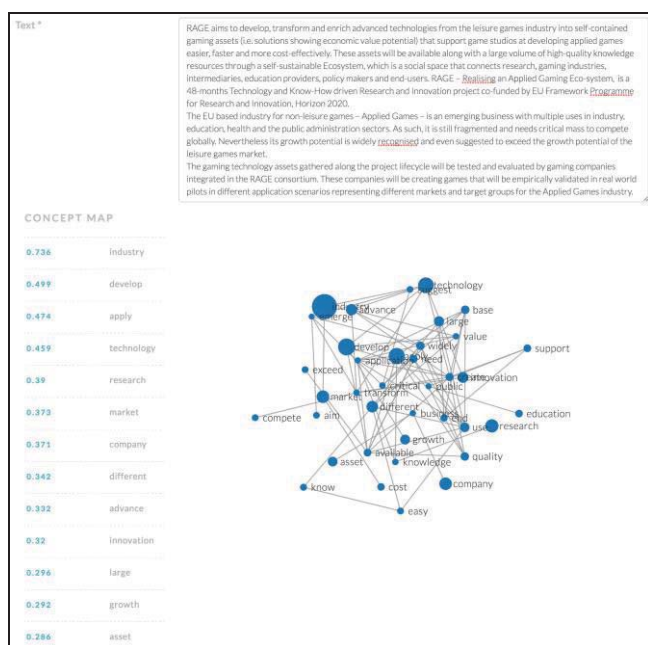 Text *
RAGE aims to develop, transform and enrich advanced technologies from the leisure games industry into self-contained
gaming assets (i.e. solutions showing economic value potential) that support game studios at developing applied games
easier, faster and more cost-effectively. These assets will be available along with a large volume of high-quality knowledge
resources through a self-sustainable Ecosystem, which is a social space that connects research, gaming industries,
intermediaries, education providers, policy makers and end-users. RAGE – Realising an Applied Gaming Eco-system, is a
48-months Technology and Know-How driven Research and Innovation project co-funded by EU Framework Programme
for Research and Innovation, Horizon 2020.
The EU based industry for non-leisure games – Applied Games – is an emerging business with multiple uses in industry,
education, health and the public administration sectors. As such, it is still fragmented and needs critical mass to compete
globally. Nevertheless its growth potential is widely recognised and even suggested to exceed the growth potential of the
leisure games market.
The gaming technology assets gathered along the project lifecycle will be tested and evaluated by gaming companies
integrated in the RAGE consortium. These companies will be creating games that will be empirically validated in real world
pilots in different application scenarios representing different markets and target groups for the Applied Games industry.
CONCEPT MAP
0.736 industry
0.499 develop
0.474 apply
0.459 technology
0.39 research
0.373 market
0.371 company
0.342 different
0.332 advance
0.32 innovation
0.296 large
0.292 growth
0.286 asset
technology
suggest
industry
advance
emerge
base
large
value
develop
widely
support
apply
need
exceed
innovation
critical
public
transform
market
different
business
end
education
compete
aim
use
research
growth
available
quality
asset
knowledge
know
cost
company
easy